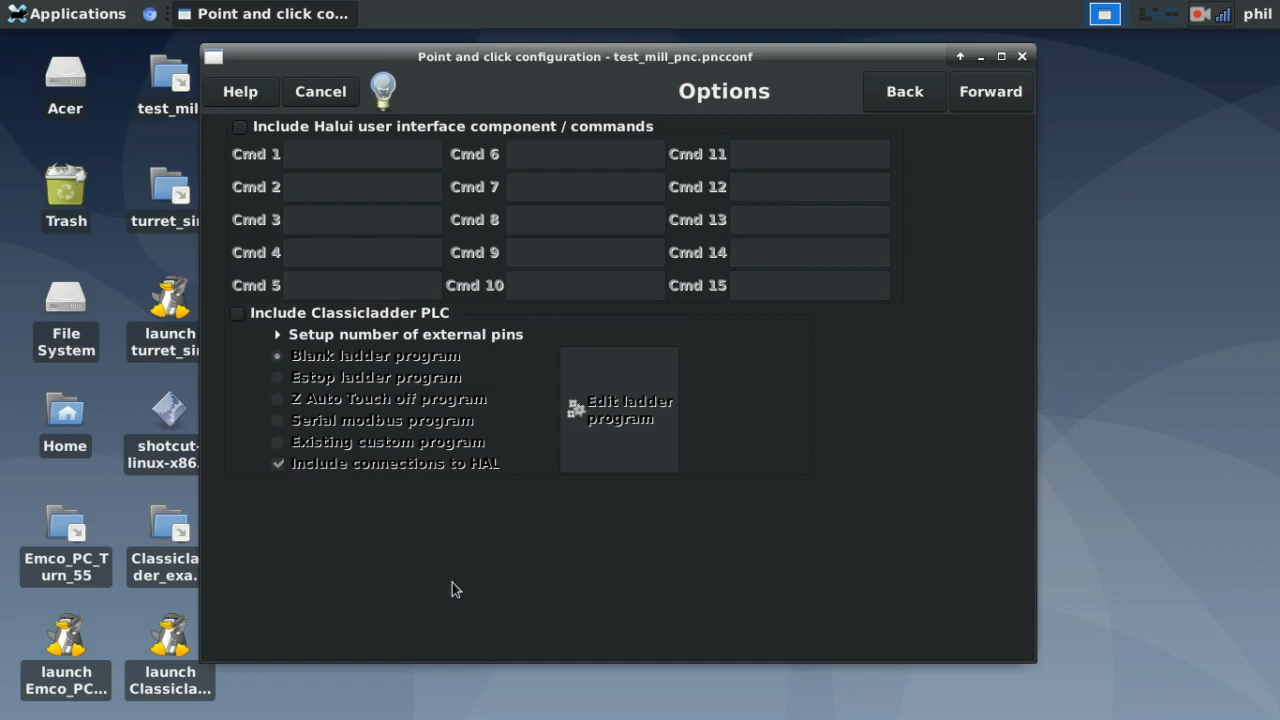 Applications
Point and click co...
phil
Point and click configuration - test_mill_pnc.pncconf
Help
Cancel
Options
Back
Forward
Include Halui user interface component / commands
Cmd 1
Cmd 6
Cmd 11
Cmd 2
Cmd 7
Cmd 12
Cmd 3
Cmd 8
Cmd 13
Cmd 4
Cmd 9
Cmd 14
Cmd 5
Cmd 10
Cmd 15
Include Classicladder PLC
Setup number of external pins
Blank ladder program
Estop ladder program
Z Auto Touch off program
Serial modbus program
Existing custom program
Include connections to HAL
Edit ladder
program
Acer
test_mil
Trash
turret_si
File
System
launch
turret_si
Home
shotcut-
linux-x86.
Emco_PC_T
urn_55
Classicla
der_exa.
launch
Emco_PC...
launch
Classicla...